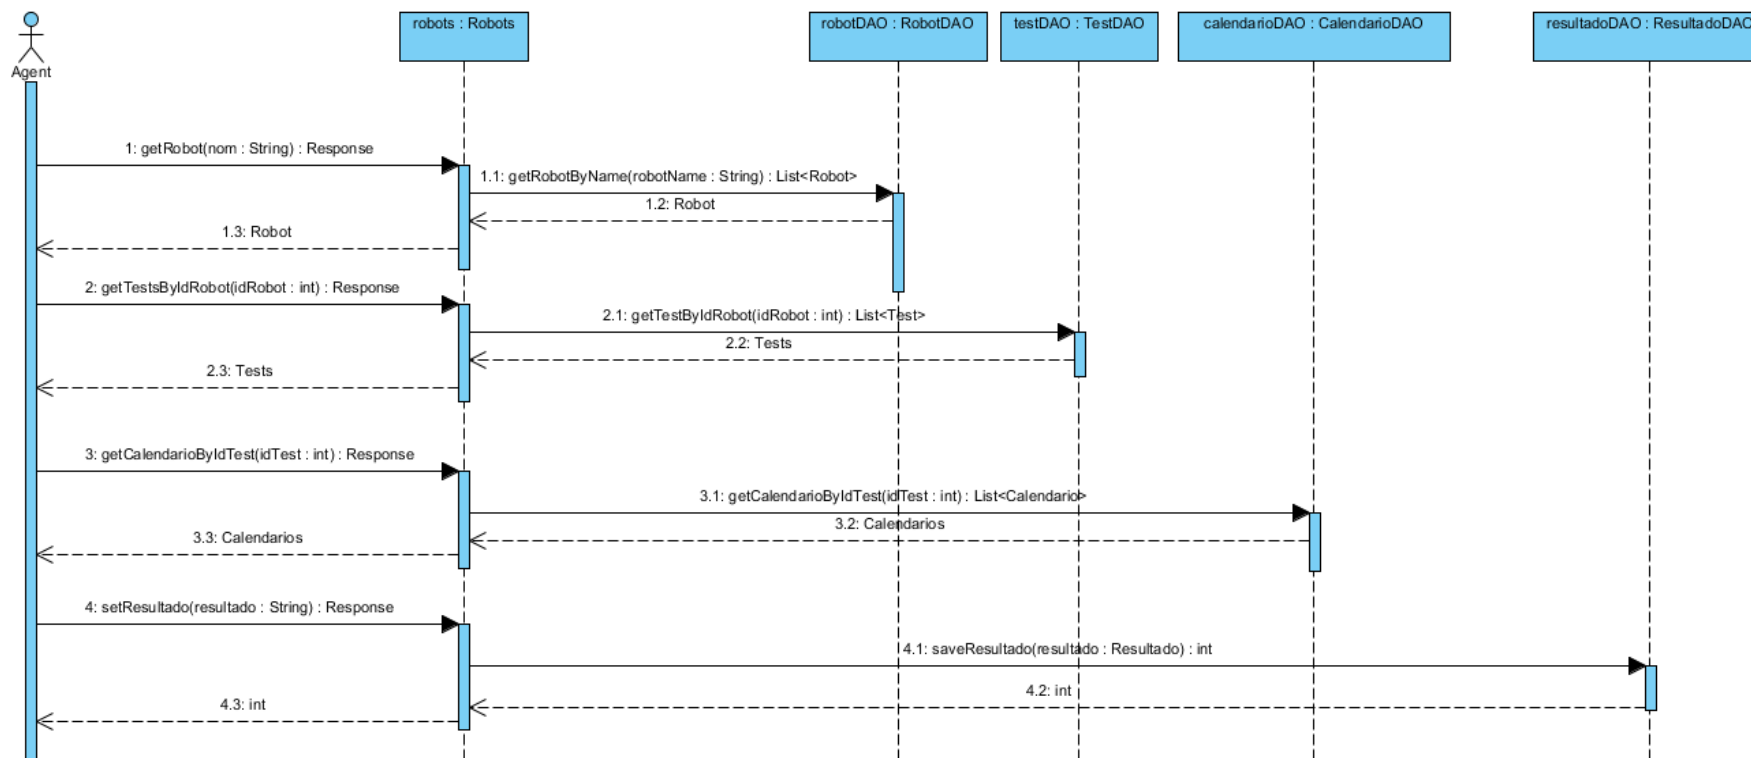 robots : Robots
robotDAO : RobotDAO
testDAO : TestDAO
calendarioDAO : CalendarioDAO
resultadoDAO : ResultadoDAO
Agent
1: getRobot(nom : String) : Response
1.1: getRobotByName(robotName : String) : List<Robot>
1.2: Robot
1.3: Robot
2: getTestsByIdRobot(idRobot : int) : Response
2.1: getTestByIdRobot(idRobot : int) : List<Test>
2.2: Tests
2.3: Tests
3: getCalendarioByIdTest(idTest : int) : Response
3.1: getCalendarioByIdTest(idTest : int) : List<Calendario>
3.2: Calendarios
3.3: Calendarios
4: setResultado(resultado : String) : Response
4.1: saveResultado(resultado : Resultado) : int
4.2: int
4.3: int